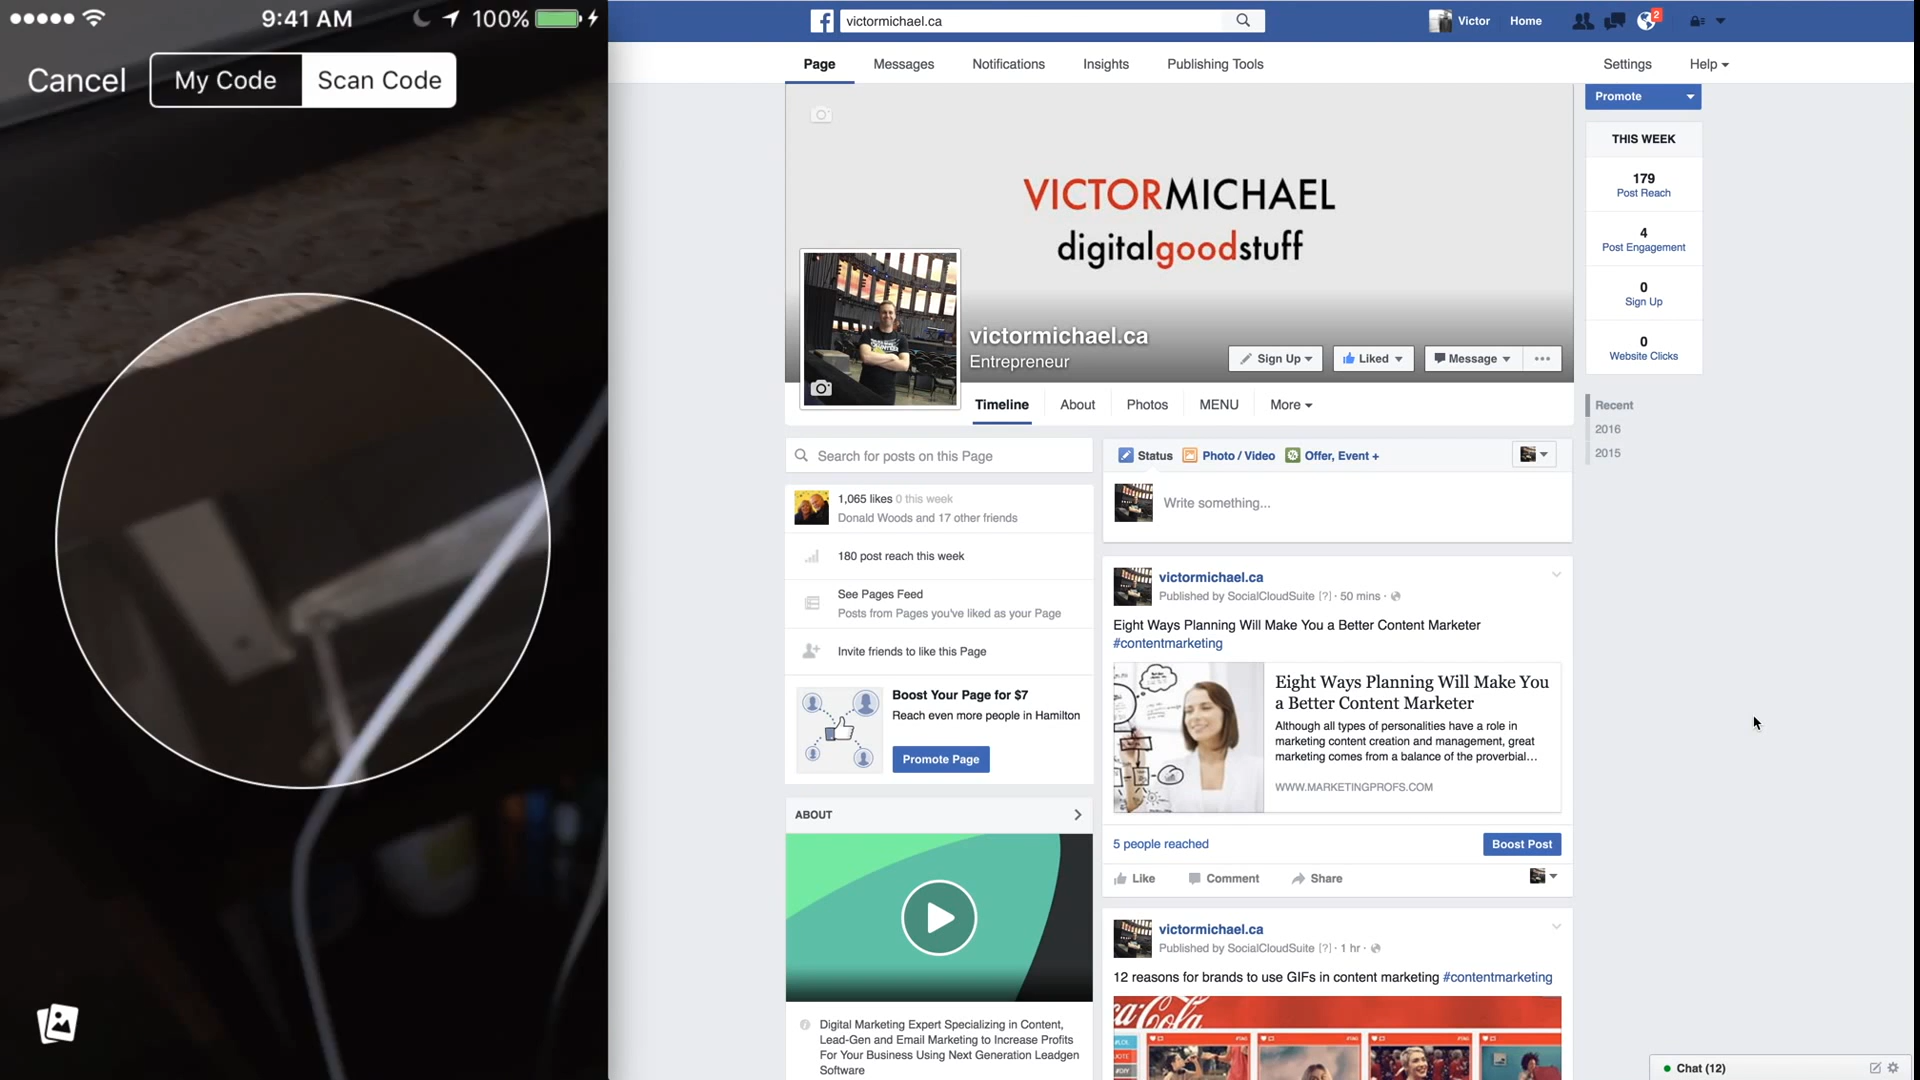 9:41 AM
100%
Cancel
My Code
Scan Code
victormichael.ca
Victor
Home
2
Page
Messages
Notifications
Insights
Publishing Tools
Settings
Help
VICTORMICHAEL
digitalgoodstuff
victormichael.ca
Entrepreneur
Sign Up
Liked
Message
Timeline
About
Photos
MENU
More
Promote
THIS WEEK
179
Post Reach
4
Post Engagement
0
Sign Up
0
Website Clicks
Recent
2016
2015
Search for posts on this Page
1,065 likes 0 this week
Donald Woods and 17 other friends
180 post reach this week
See Pages Feed
Posts from Pages you've liked as your Page
Invite friends to like this Page
Boost Your Page for $7
Reach even more people in Hamilton
Promote Page
ABOUT
Digital Marketing Expert Specializing in Content,
Lead-Gen and Email Marketing to Increase Profits
For Your Business Using Next Generation Leadgen
Software
Status
Photo / Video
Offer, Event +
Write something...
victormichael.ca
Published by SocialCloudSuite [?] · 50 mins ·
Eight Ways Planning Will Make You a Better Content Marketer
#contentmarketing
Eight Ways Planning Will Make You
a Better Content Marketer
Although all types of personalities have a role in
marketing content creation and management, great
marketing comes from a balance of the proverbial...
WWW.MARKETINGPROFS.COM
5 people reached
Boost Post
Like
Comment
Share
victormichael.ca
Published by SocialCloudSuite [?] · 1 hr ·
12 reasons for brands to use GIFs in content marketing #contentmarketing
ca-Cola
Chat (12)